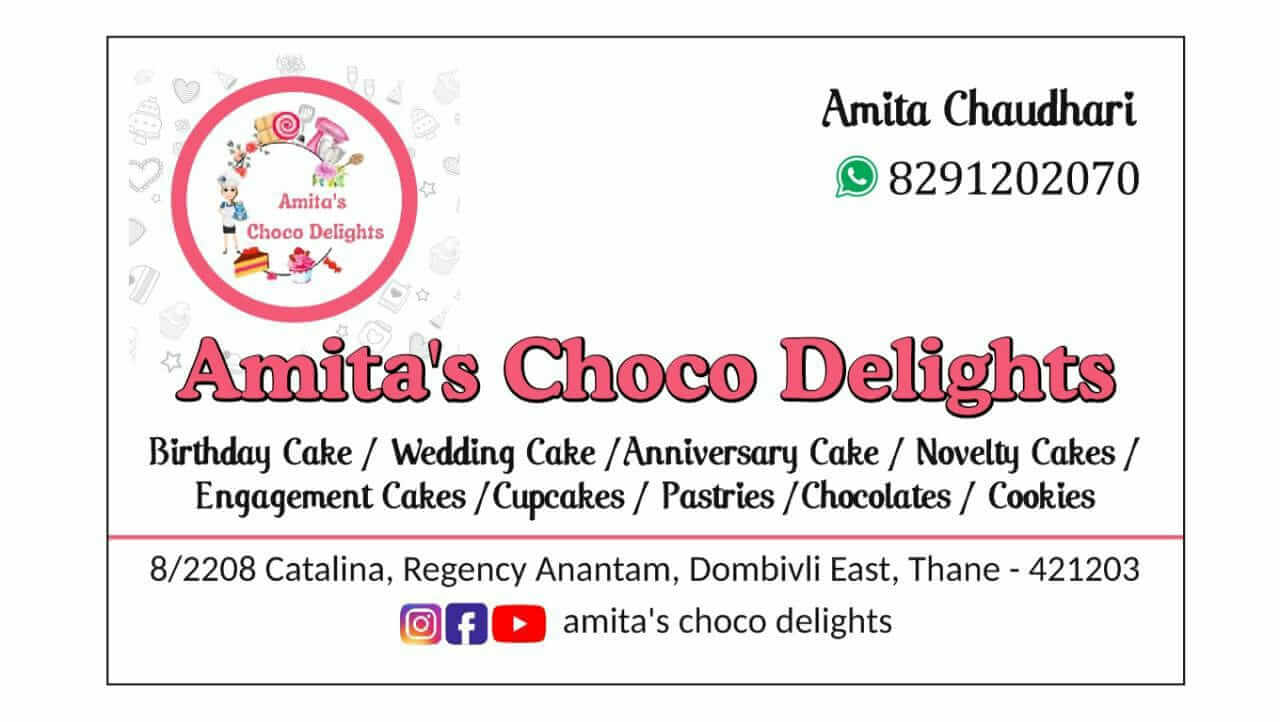 Amita's
Choco Delights
Amita Chaudhari
8291202070
Amita's Choco Delights
Birthday Cake / Wedding Cake /Anniversary Cake / Novelty Cakes /
Engagement Cakes /Cupcakes / Pastries /Chocolates / Cookies
8/2208 Catalina, Regency Anantam, Dombivli East, Thane - 421203
amita's choco delights